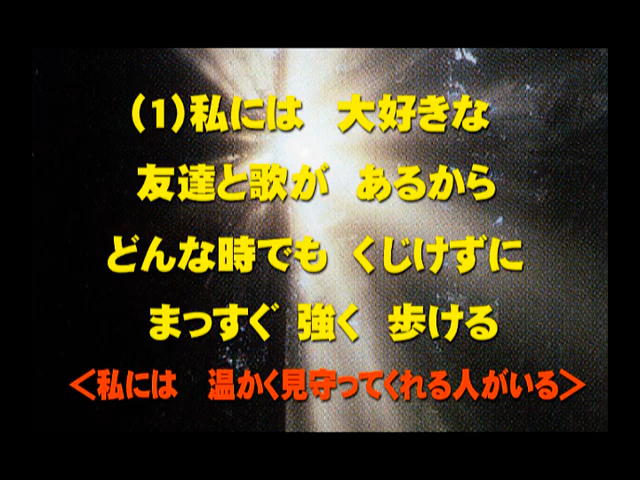 (1)私には　大好きな
友達と歌が　あるから
どんな時でも　くじけずに
まっすぐ 強く　歩ける
＜私には　温かく見守ってくれる人がいる＞